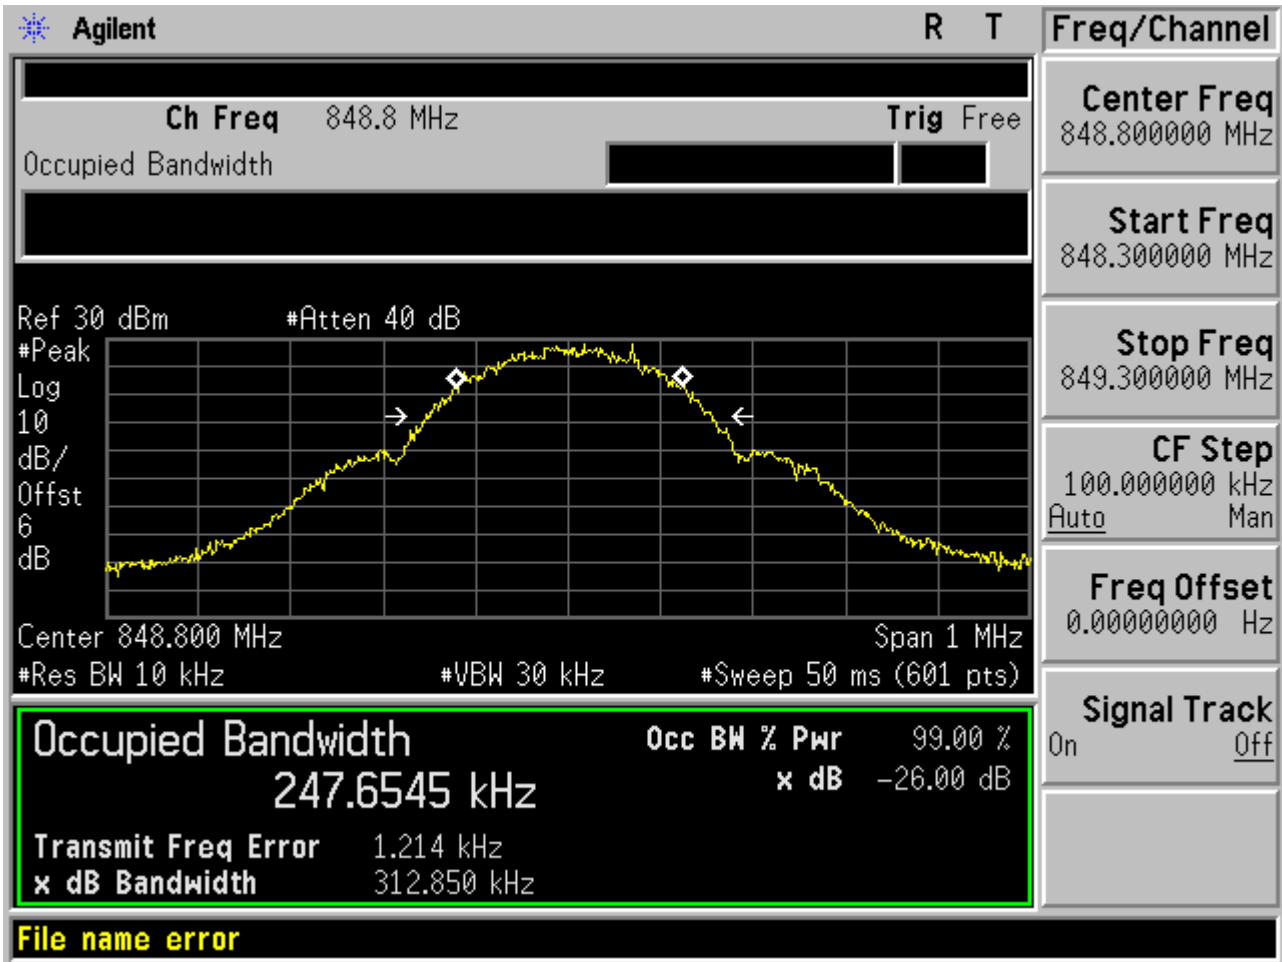 Agilent R T
Freq/Channel
Ch Freq 848.8 MHz Trig Free
Occupied Bandwidth
Center Freq
848.800000 MHz
Start Freq
848.300000 MHz
Stop Freq
849.300000 MHz
CF Step
100.000000 kHz
Auto Man
Freq Offset
0.00000000 Hz
Signal Track
On Off
Ref 30 dBm #Atten 40 dB
#Peak
Log
10
dB/
Offst
6
dB
Center 848.800 MHz Span 1 MHz
#Res BW 10 kHz #VBW 30 kHz #Sweep 50 ms (601 pts)
Occupied Bandwidth
247.6545 kHz
Occ BW % Pwr 99.00 %
x dB -26.00 dB
Transmit Freq Error 1.214 kHz
x dB Bandwidth 312.850 kHz
File name error